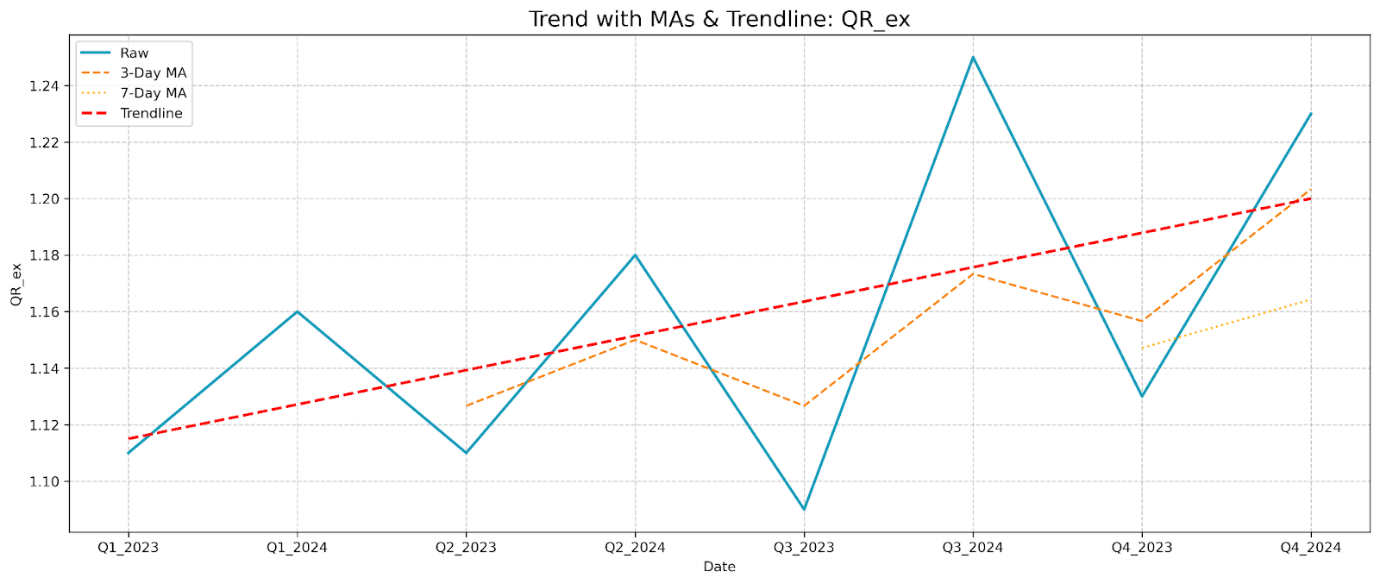 Trend with MAs & Trendline: QR_ex
Raw
3-Day MA
7-Day MA
Trendline
QR_ex
1.24
1.22
1.20
1.18
1.16
1.14
1.12
1.10
Q1_2023 Q1_2024 Q2_2023 Q2_2024 Q3_2023 Q3_2024 Q4_2023 Q4_2024
Date